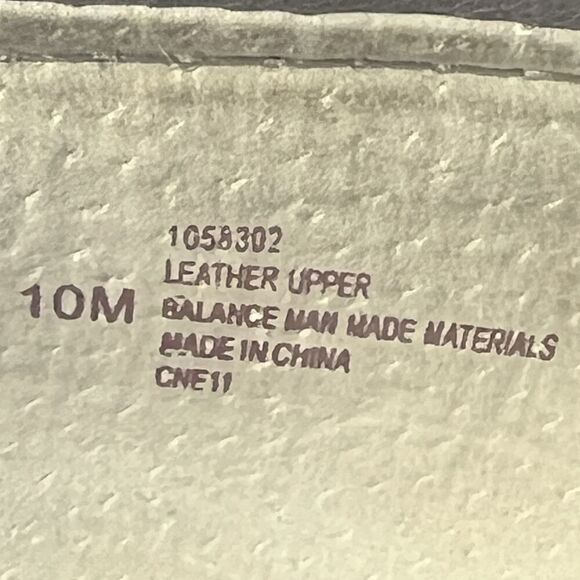 10M
1058302
LEATHER UPPER
BALANCE MAN MADE MATERIALS
MADE IN CHINA
CNE11